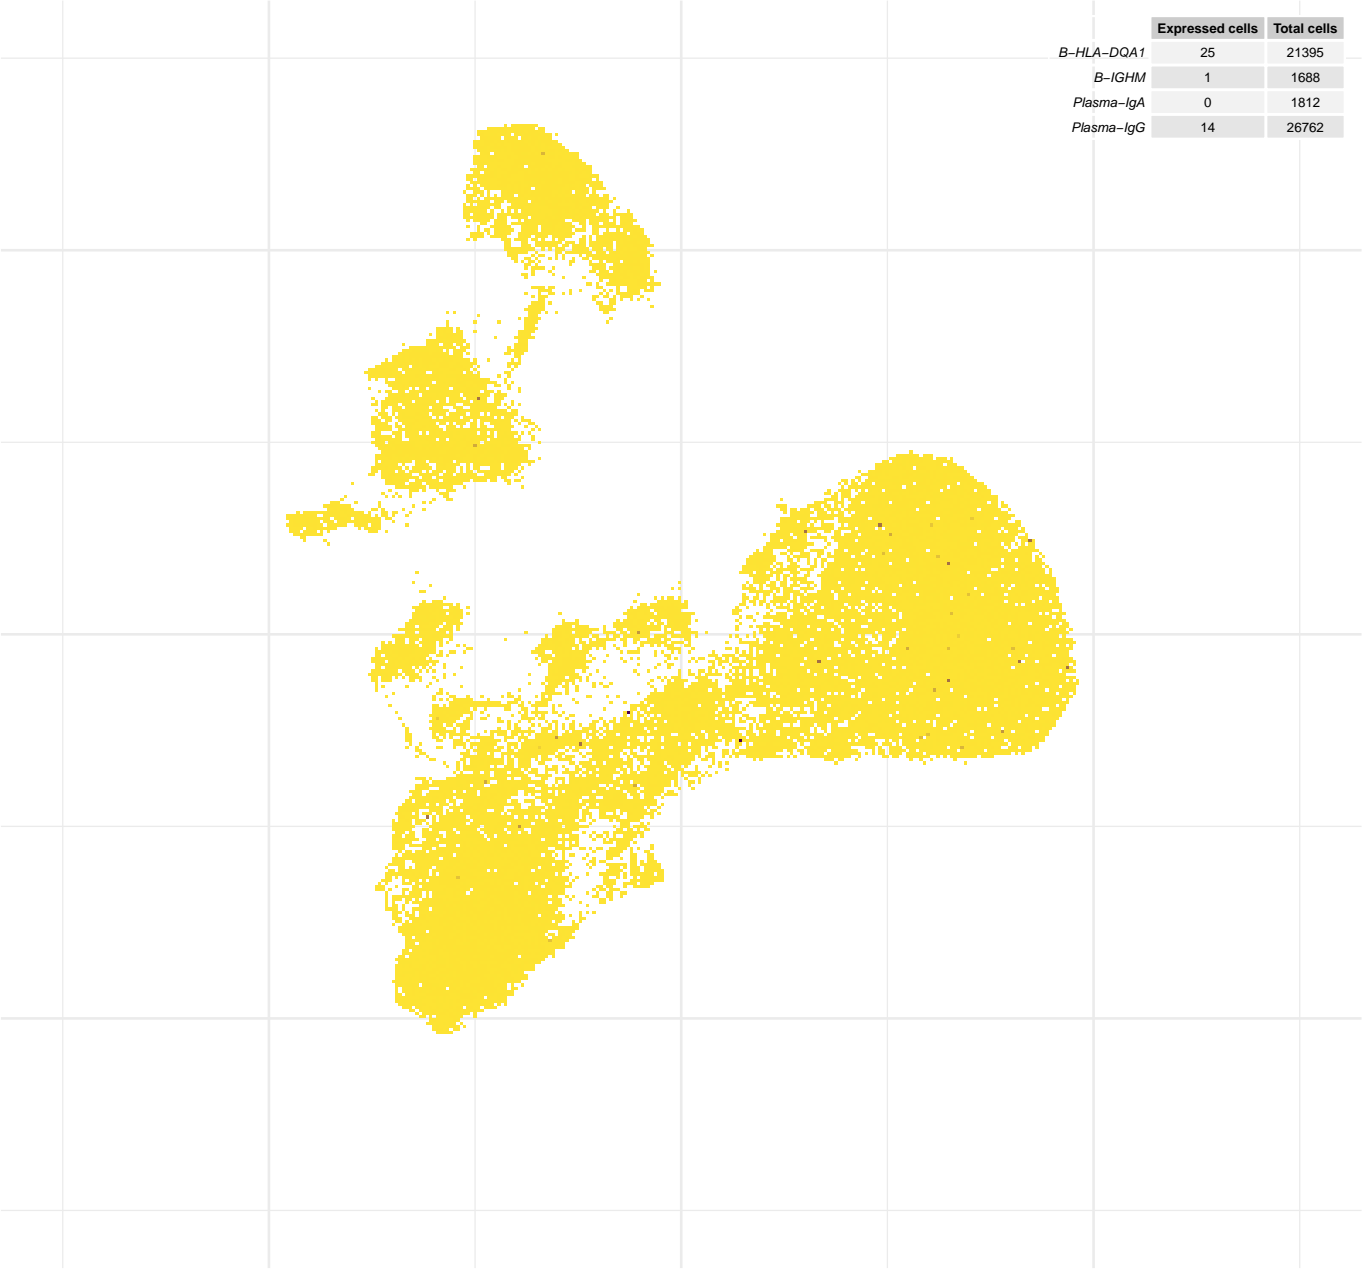 Expressed cells Total cells
B−HLA−DQA1 25 21395
B−IGHM 1 1688
Plasma−IgA 0 1812
Plasma−IgG 14 26762